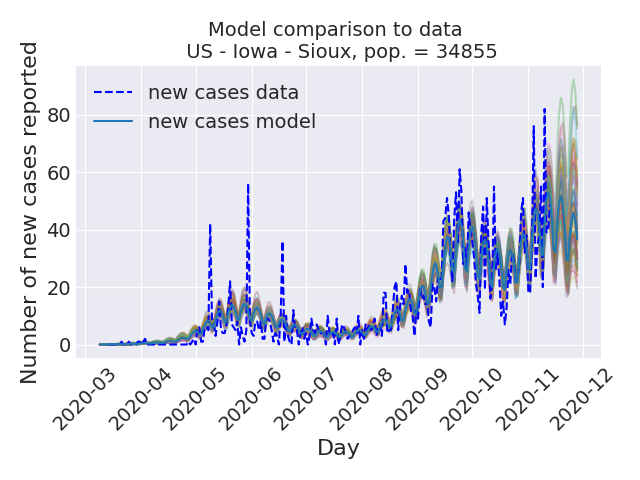 Model comparison to data
US - Iowa - Sioux, pop. = 34855
new cases data
new cases model
Number of new cases reported
80
60
40
20
0
2020-03
2020-04
2020-05
2020-06
2020-07
2020-08
2020-09
2020-10
2020-11
2020-12
Day